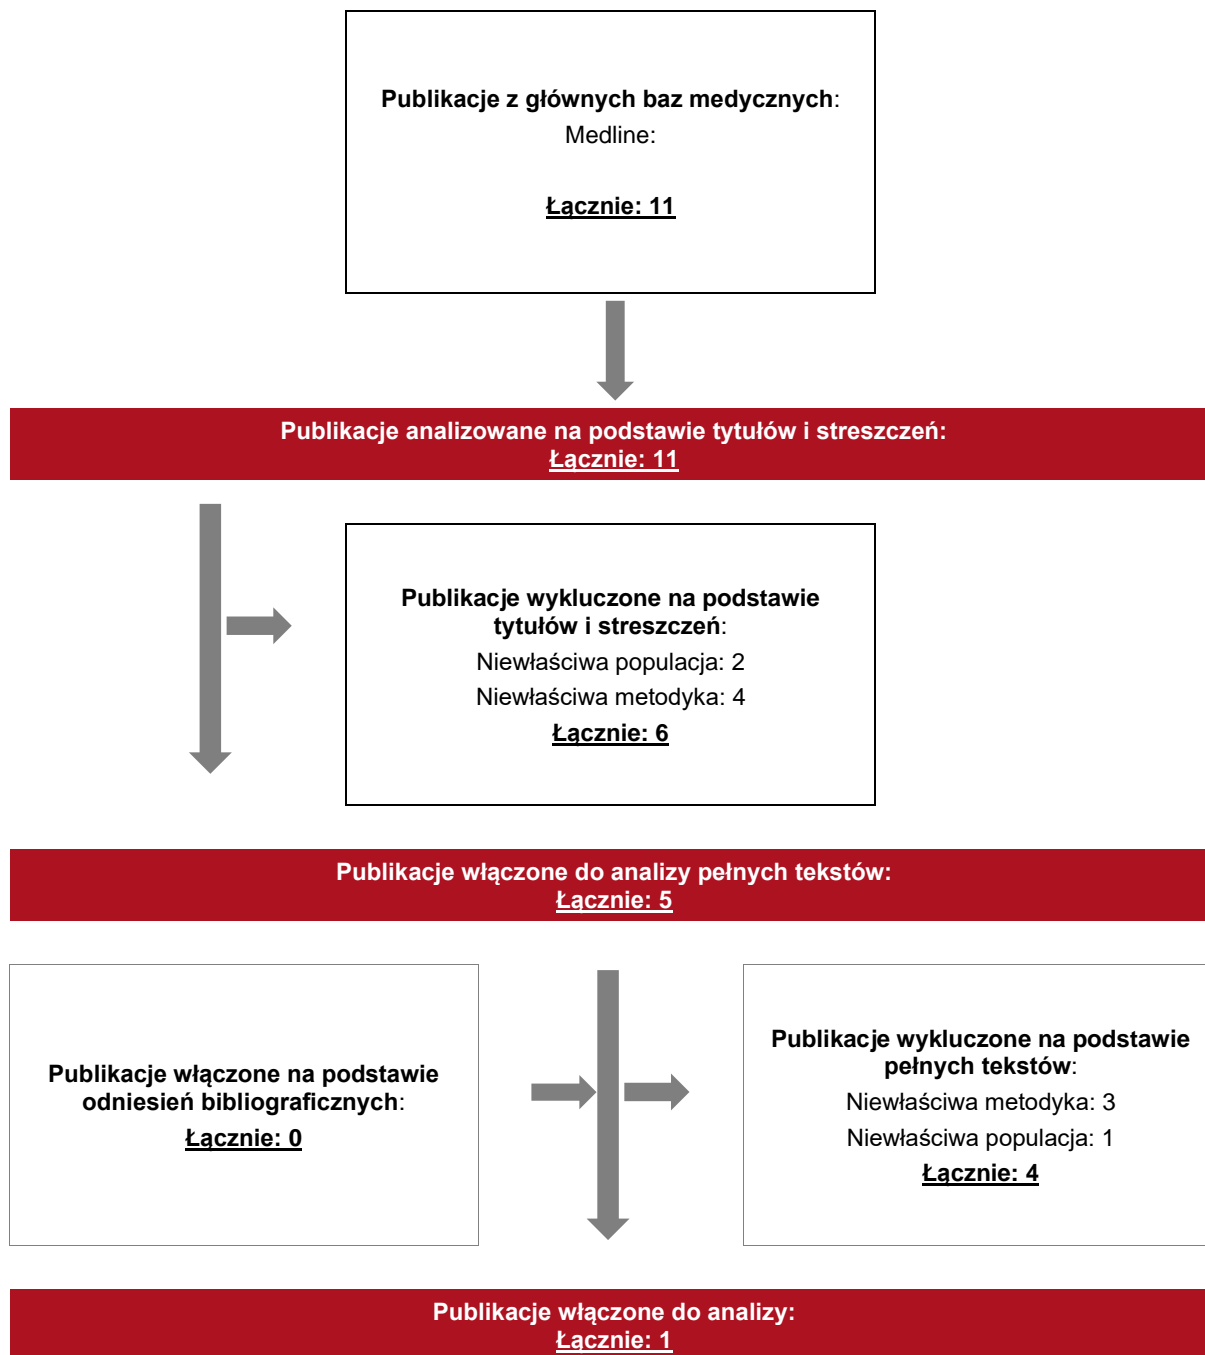 Publikacje z głównych baz medycznych:
Medline:
Łącznie: 11
Publikacje analizowane na podstawie tytułów i streszczeń:
Łącznie: 11
Publikacje wykluczone na podstawie
tytułów i streszczeń:
Niewłaściwa populacja: 2
Niewłaściwa metodyka: 4
Łącznie: 6
Publikacje włączone do analizy pełnych tekstów:
Łącznie: 5
Publikacje włączone na podstawie
odniesień bibliograficznych:
Łącznie: 0
Publikacje wykluczone na podstawie
pełnych tekstów:
Niewłaściwa metodyka: 3
Niewłaściwa populacja: 1
Łącznie: 4
Publikacje włączone do analizy:
Łącznie: 1